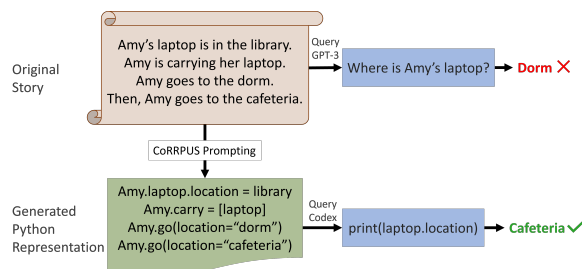 Original
Story
Amy's laptop is in the library.
Amy is carrying her laptop.
Amy goes to the dorm.
Then, Amy goes to the cafeteria.
Query
GPT-3
Where is Amy's laptop?
Dorm
CoRRPUS Prompting
Generated
Python
Representation
Amy.laptop.location = library
Amy.carry = [laptop]
Amy.go(location=“dorm”)
Amy.go(location=“cafeteria”)
Query
Codex
print(laptop.location)
Cafeteria